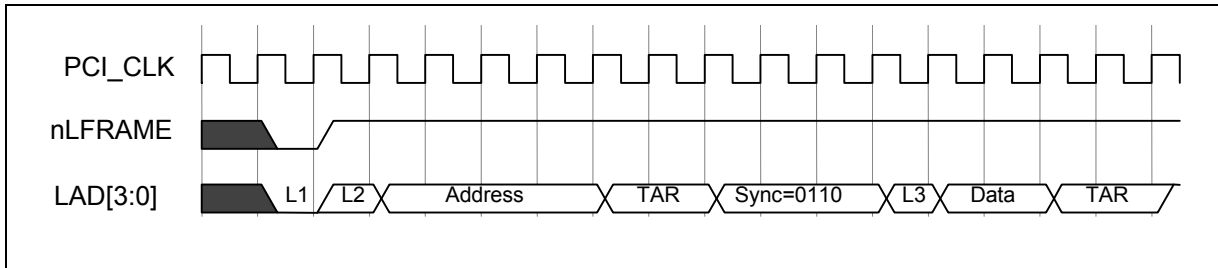 PCI_CLK
nLFRAME
LAD[3:0] L1 L2 Address TAR Sync=0110 L3 Data TAR